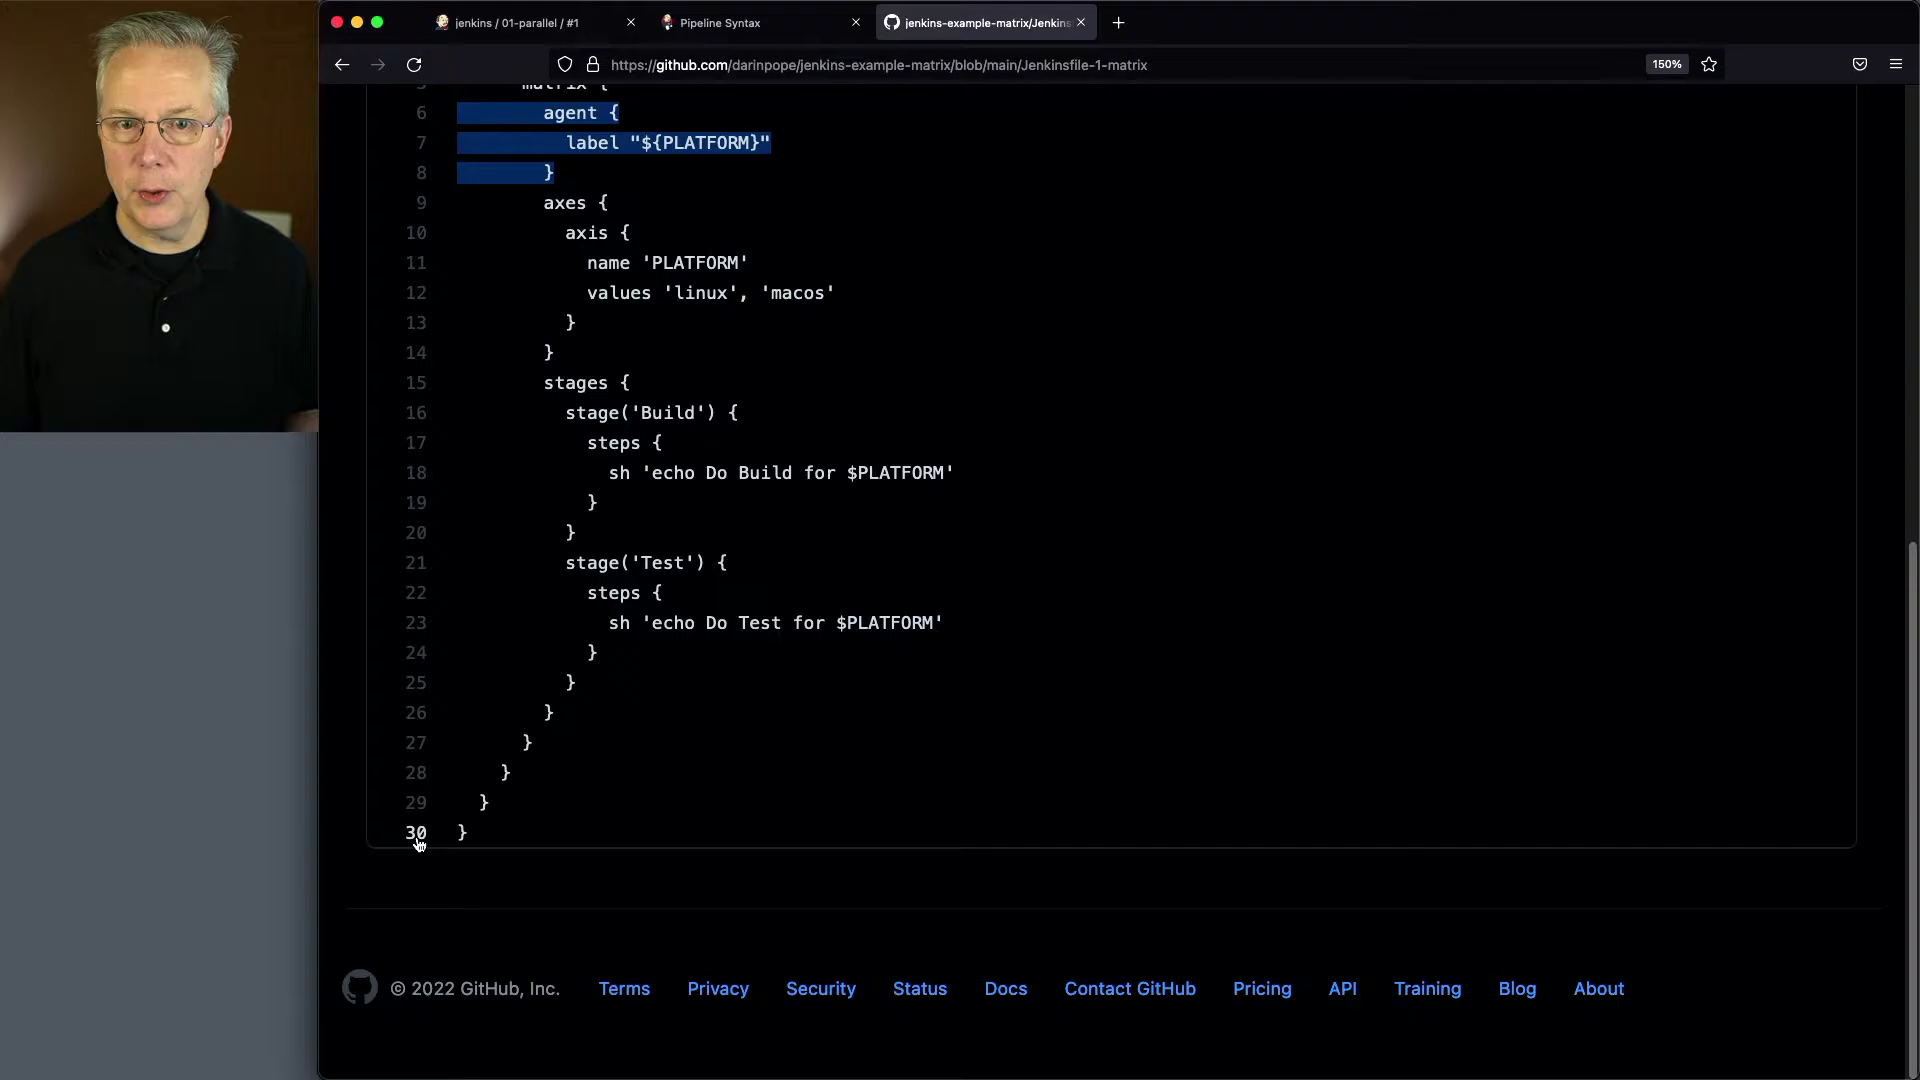 jenkins / 01-parallel / #1
Pipeline Syntax
jenkins-example-matrix/Jenkins
https://github.com/darinpope/jenkins-example-matrix/blob/main/Jenkinsfile-1-matrix
150%
5 matrix {
6 agent {
7 label "${PLATFORM}"
8 }
9 axes {
10 axis {
11 name 'PLATFORM'
12 values 'linux', 'macos'
13 }
14 }
15 stages {
16 stage('Build') {
17 steps {
18 sh 'echo Do Build for $PLATFORM'
19 }
20 }
21 stage('Test') {
22 steps {
23 sh 'echo Do Test for $PLATFORM'
24 }
25 }
26 }
27 }
28 }
29 }
30 }
© 2022 GitHub, Inc. Terms Privacy Security Status Docs Contact GitHub Pricing API Training Blog About